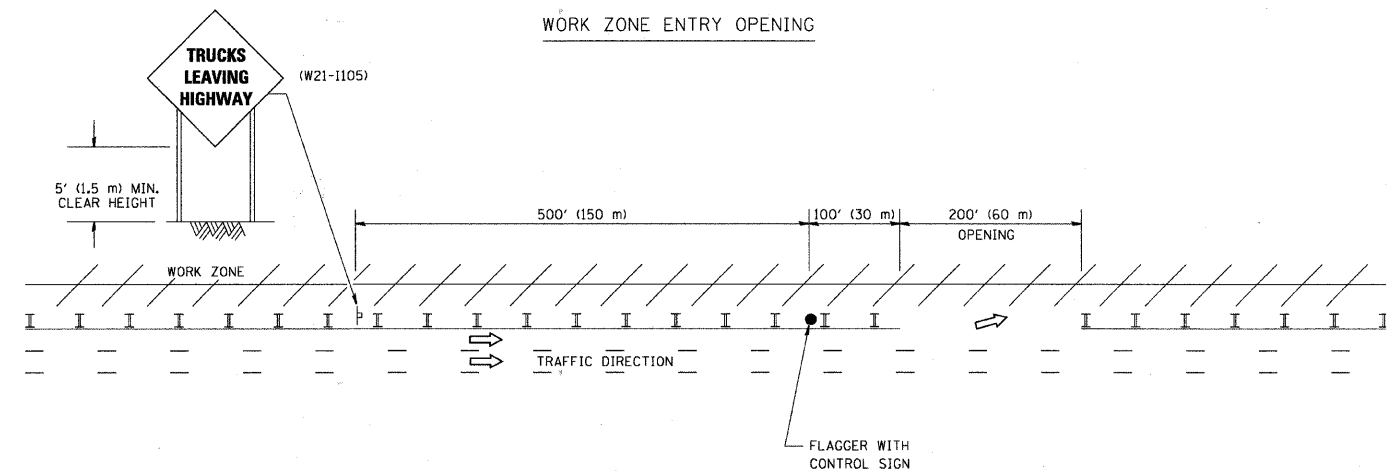 WORK ZONE ENTRY OPENING
TRUCKS
LEAVING
HIGHWAY
(W21-I105)
5' (1.5 m) MIN.
CLEAR HEIGHT
500' (150 m)
100' (30 m)
200' (60 m)
OPENING
WORK ZONE
TRAFFIC DIRECTION
FLAGGER WITH
CONTROL SIGN